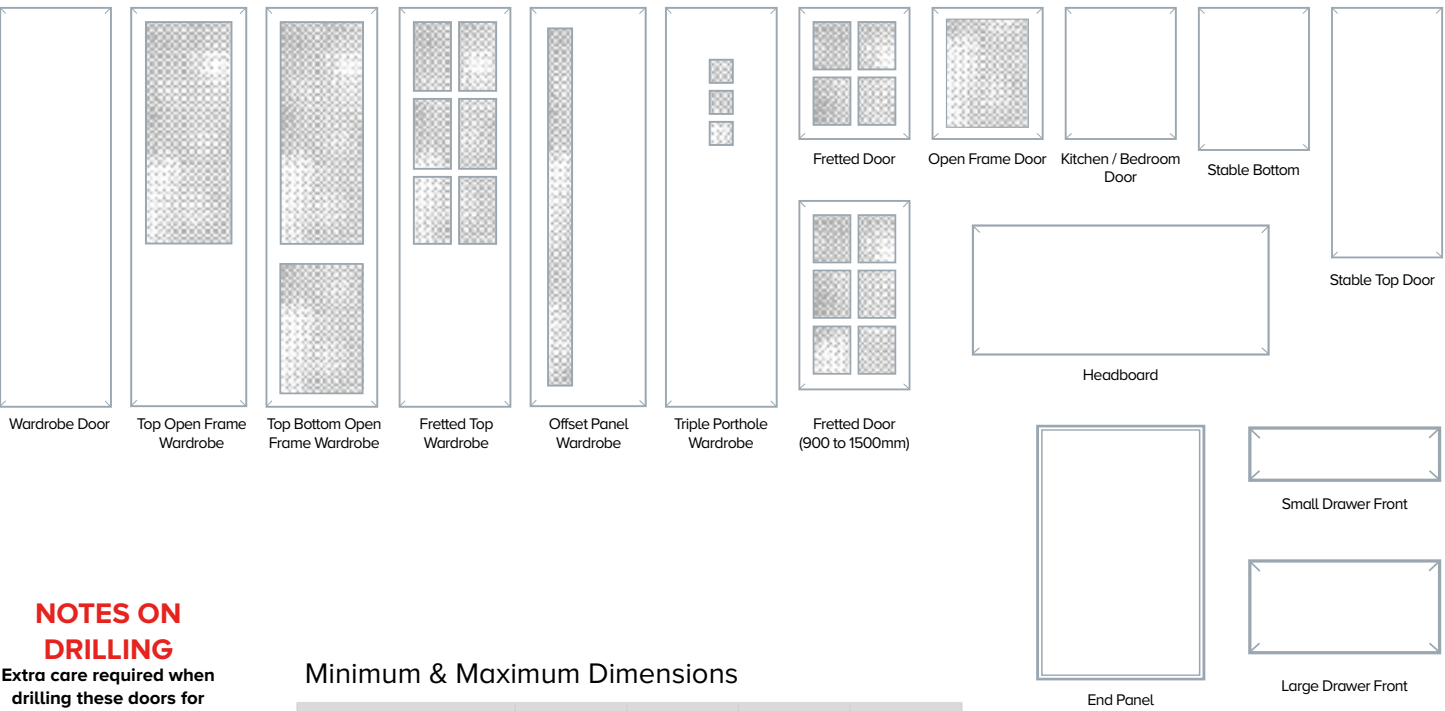 Fretted Door
Open Frame Door
Kitchen / Bedroom
Door
Stable Bottom
Stable Top Door
Headboard
Wardrobe Door
Top Open Frame
Wardrobe
Top Bottom Open
Frame Wardrobe
Fretted Top
Wardrobe
Offset Panel
Wardrobe
Triple Porthole
Wardrobe
Fretted Door
(900 to 1500mm)
Small Drawer Front
End Panel
Large Drawer Front
NOTES ON
DRILLING
Extra care required when
drilling these doors for
Minimum & Maximum Dimensions